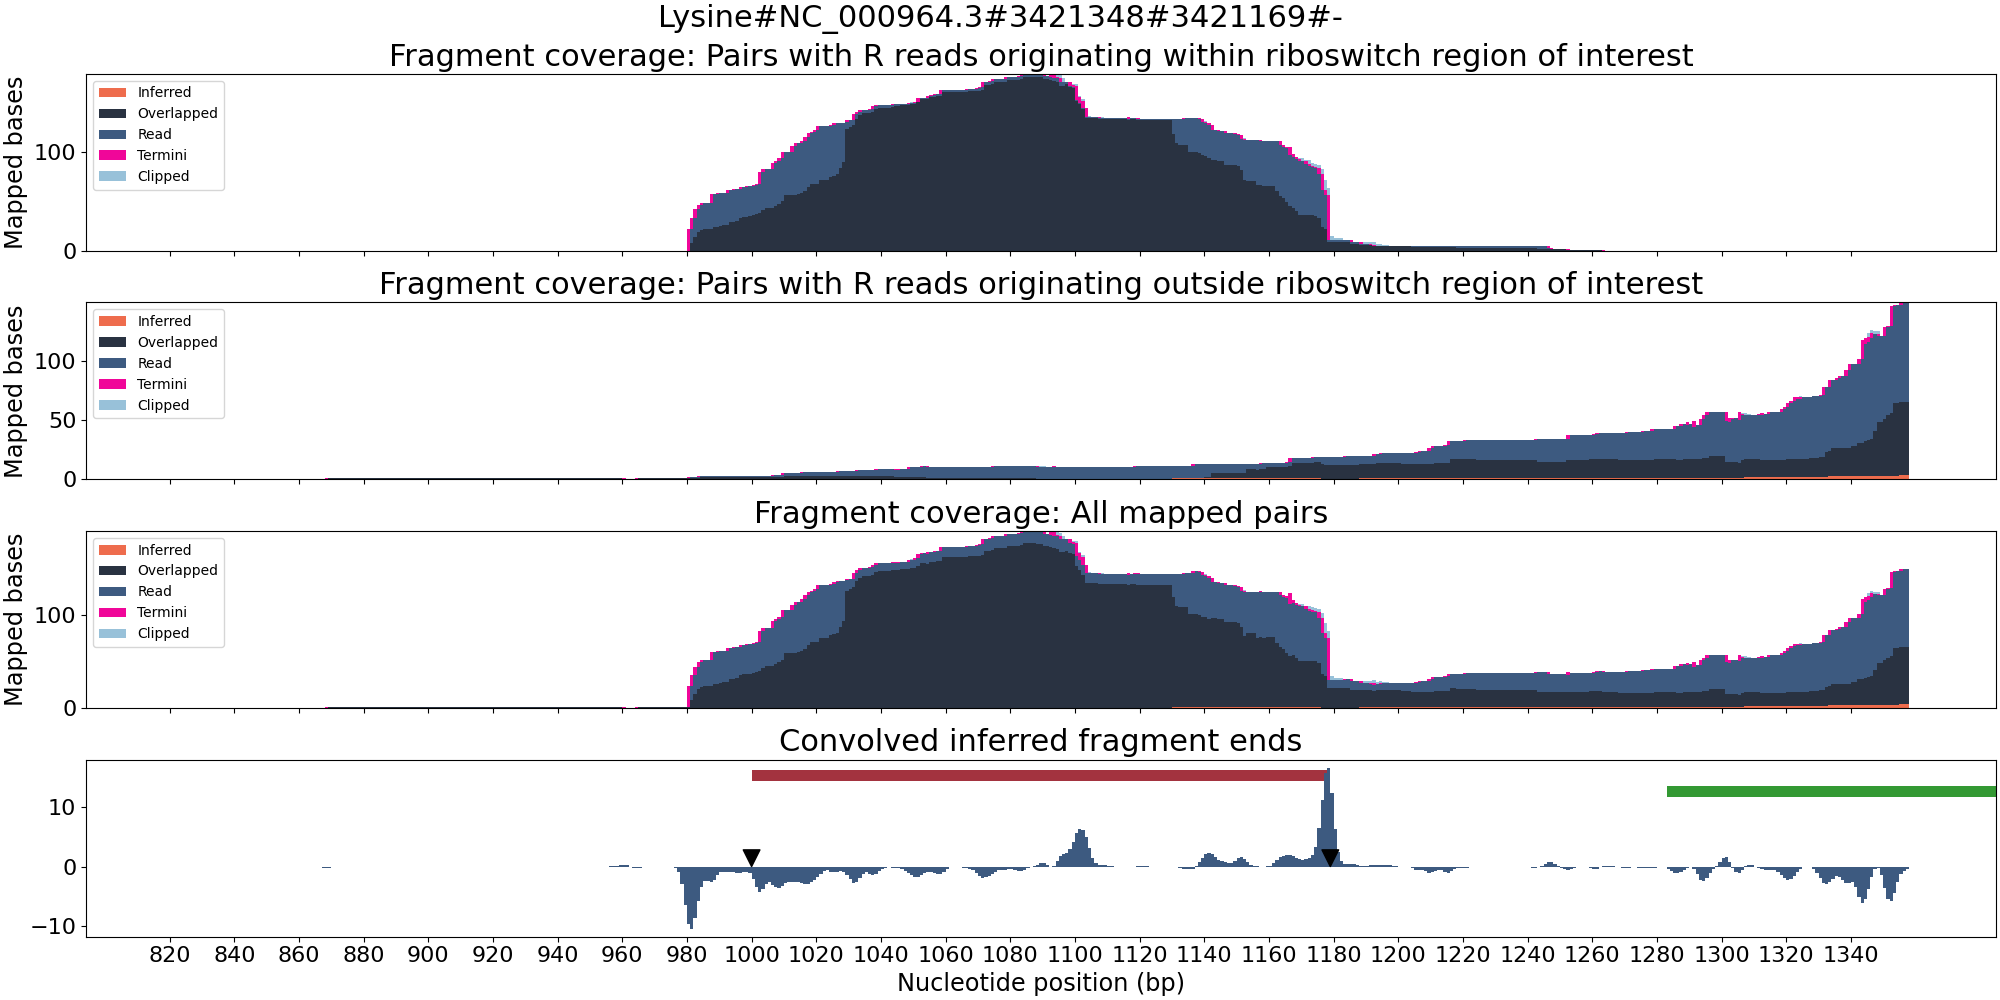 Lysine#NC_000964.3#3421348#3421169#-
Fragment coverage: Pairs with R reads originating within riboswitch region of interest
Mapped bases
100
0
Inferred
Overlapped
Read
Termini
Clipped
Fragment coverage: Pairs with R reads originating outside riboswitch region of interest
Mapped bases
100
50
0
Inferred
Overlapped
Read
Termini
Clipped
Fragment coverage: All mapped pairs
Mapped bases
100
0
Inferred
Overlapped
Read
Termini
Clipped
Convolved inferred fragment ends
10
0
−10
820 840 860 880 900 920 940 960 980 1000 1020 1040 1060 1080 1100 1120 1140 1160 1180 1200 1220 1240 1260 1280 1300 1320 1340
Nucleotide position (bp)